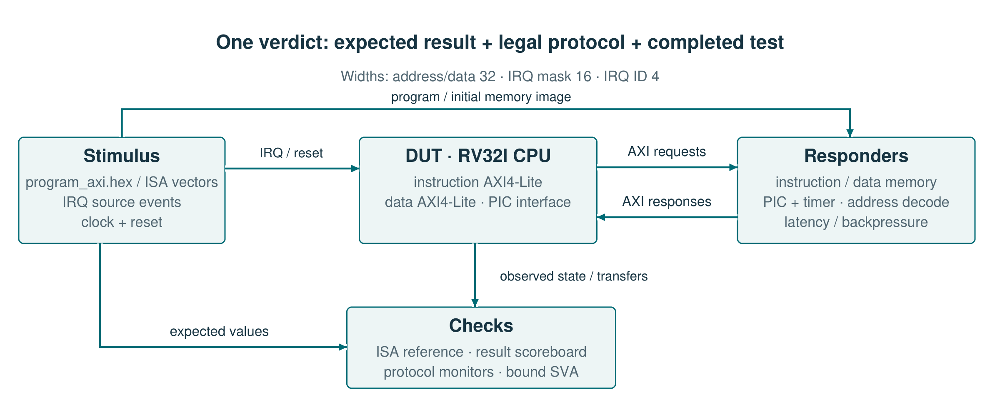 One verdict: expected result + legal protocol + completed test
Widths: address/data 32 · IRQ mask 16 · IRQ ID 4
program / initial memory image
Stimulus
program_axi.hex / ISA vectors
IRQ source events
clock + reset
IRQ / reset
DUT · RV32I CPU
instruction AXI4-Lite
data AXI4-Lite · PIC interface
AXI requests
AXI responses
Responders
instruction / data memory
PIC + timer · address decode
latency / backpressure
observed state / transfers
expected values
Checks
ISA reference · result scoreboard
protocol monitors · bound SVA